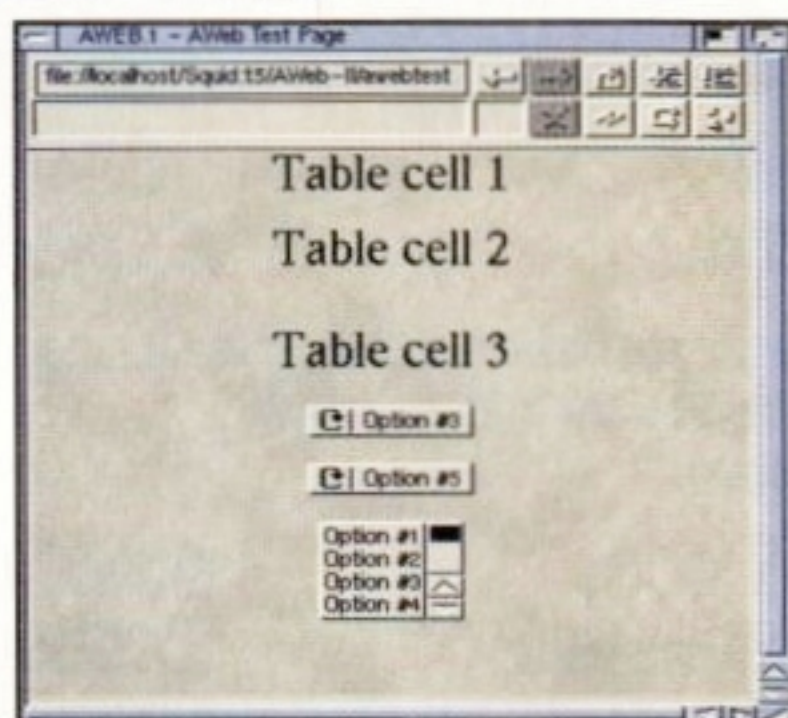 AWEB.1 - AWeb Test Page
file://localhost/Squid:t5/AWeb-II/awebtest
Table cell 1
Table cell 2
Table cell 3
Option #3
Option #5
Option #1
Option #2
Option #3
Option #4